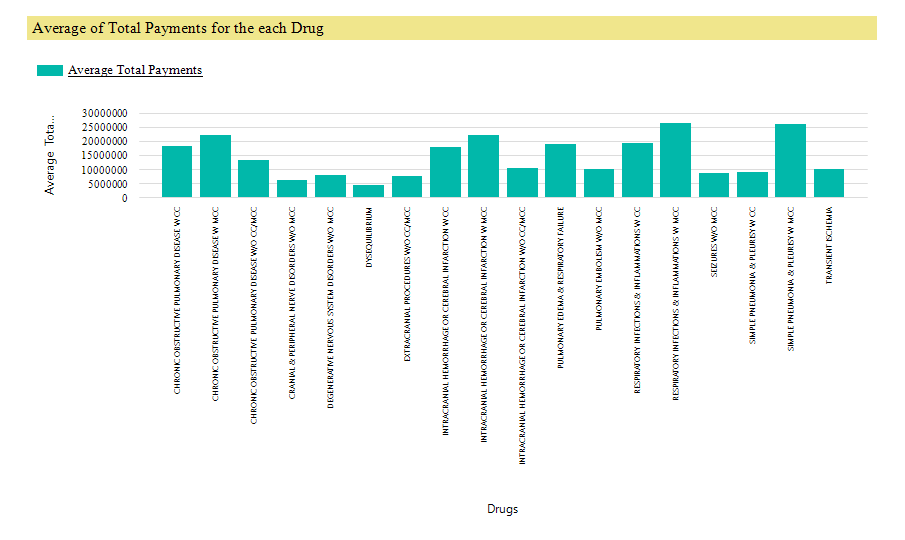 Average of Total Payments for the each Drug
Average Total Payments
Average Tota...
30000000
25000000
20000000
15000000
10000000
5000000
0
CHRONIC OBSTRUCTIVE PULMONARY DISEASE W CC
CHRONIC OBSTRUCTIVE PULMONARY DISEASE W MCC
CHRONIC OBSTRUCTIVE PULMONARY DISEASE W/O CC/MCC
CRANIAL & PERIPHERAL NERVE DISORDERS W/O MCC
DEGENERATIVE NERVOUS SYSTEM DISORDERS W/O MCC
DYSEQUILIBRIUM
EXTRACRANIAL PROCEDURES W/O CC/MCC
INTRACRANIAL HEMORRHAGE OR CEREBRAL INFARCTION W CC
INTRACRANIAL HEMORRHAGE OR CEREBRAL INFARCTION W MCC
INTRACRANIAL HEMORRHAGE OR CEREBRAL INFARCTION W/O CC/MCC
PULMONARY EDEMA & RESPIRATORY FAILURE
PULMONARY EMBOLISM W/O MCC
RESPIRATORY INFECTIONS & INFLAMMATIONS W CC
RESPIRATORY INFECTIONS & INFLAMMATIONS W MCC
SEIZURES W/O MCC
SIMPLE PNEUMONIA & PLEURISY W CC
SIMPLE PNEUMONIA & PLEURISY W MCC
TRANSIENT ISCHEMIA
Drugs